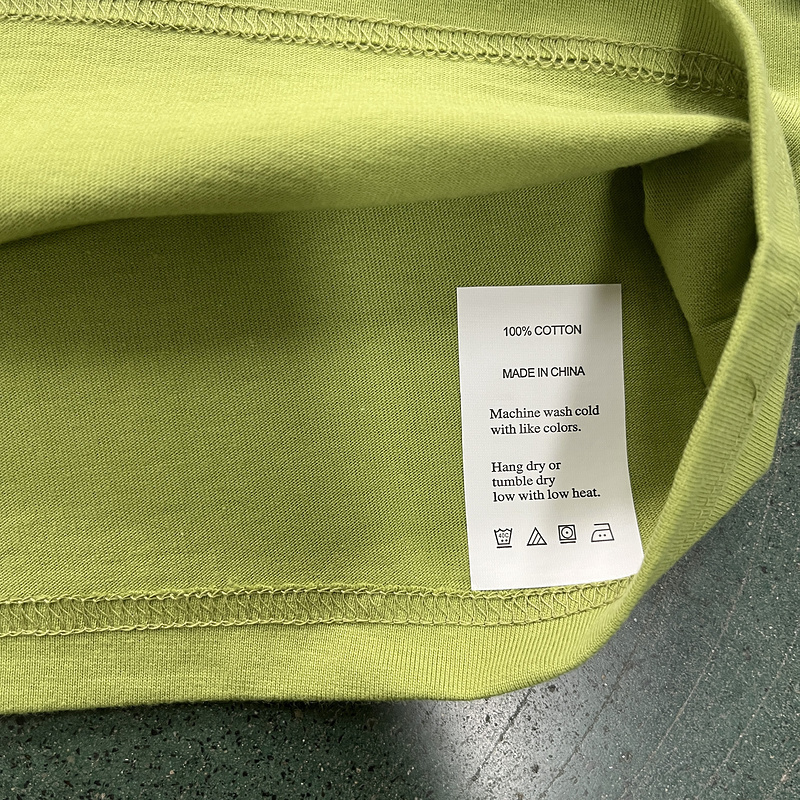 100% COTTON
MADE IN CHINA
Machine wash cold
with like colors.
Hang dry or
tumble dry
low with low heat.
40C